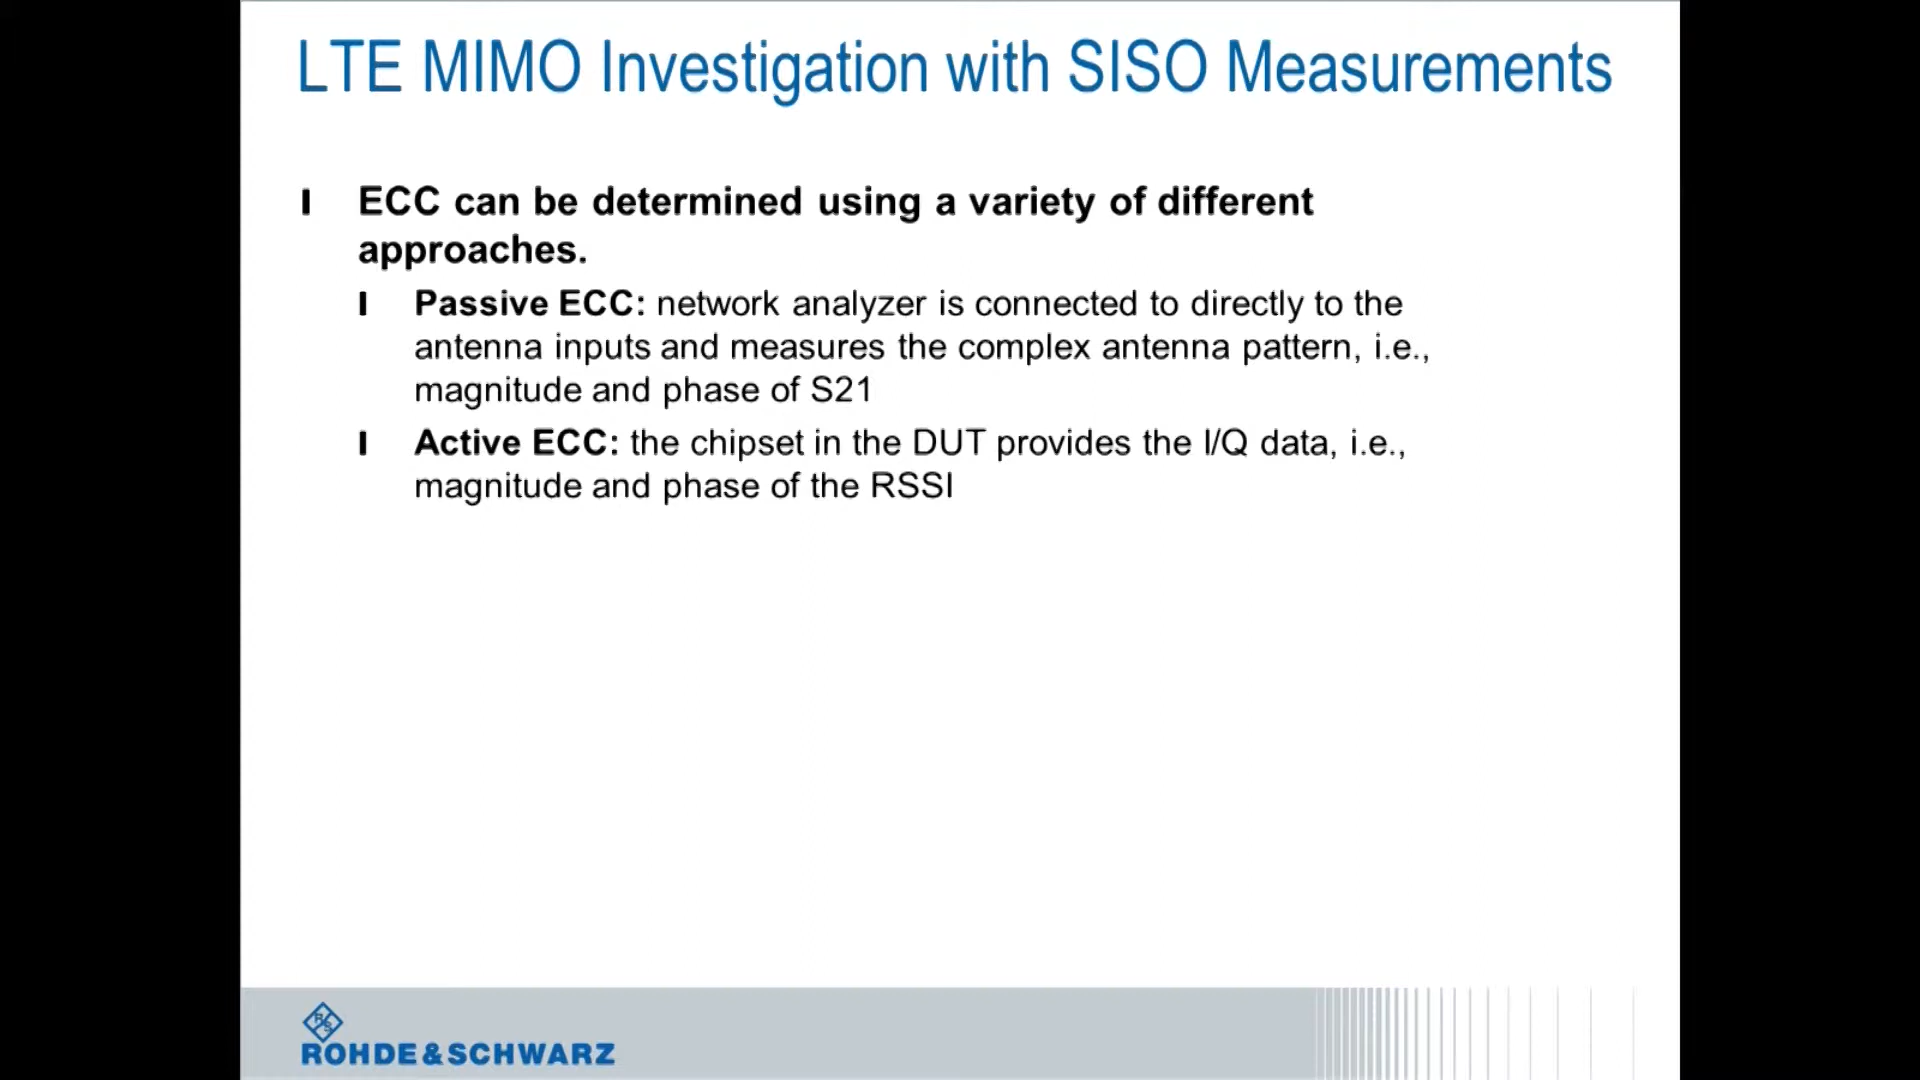 LTE MIMO Investigation with SISO Measurements
ECC can be determined using a variety of different
approaches.
Passive ECC: network analyzer is connected to directly to the
antenna inputs and measures the complex antenna pattern, i.e.,
magnitude and phase of S21
Active ECC: the chipset in the DUT provides the I/Q data, i.e.,
magnitude and phase of the RSSI
RS
ROHDE&SCHWARZ